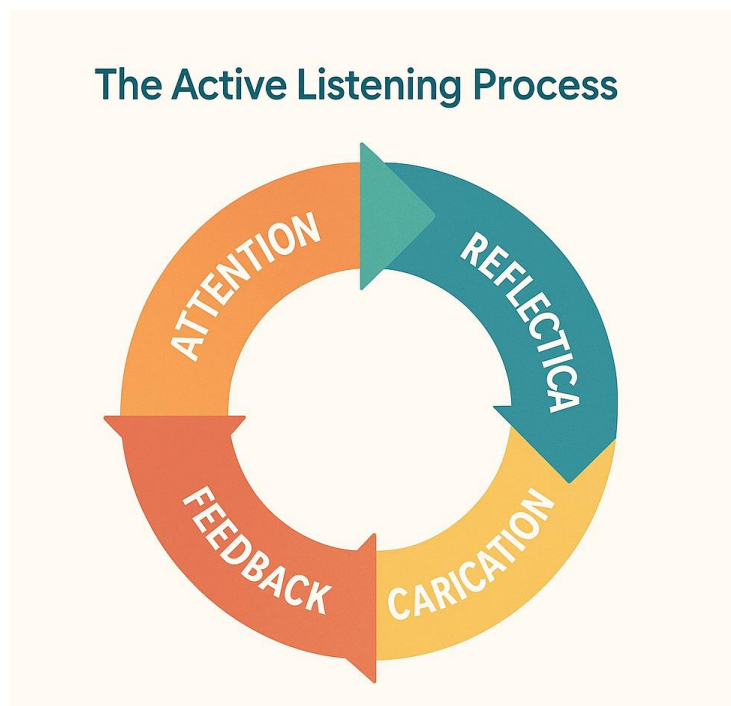 The Active Listening Process
ATTENTION
REFLECTICA
CARICATION
FEEDBACK